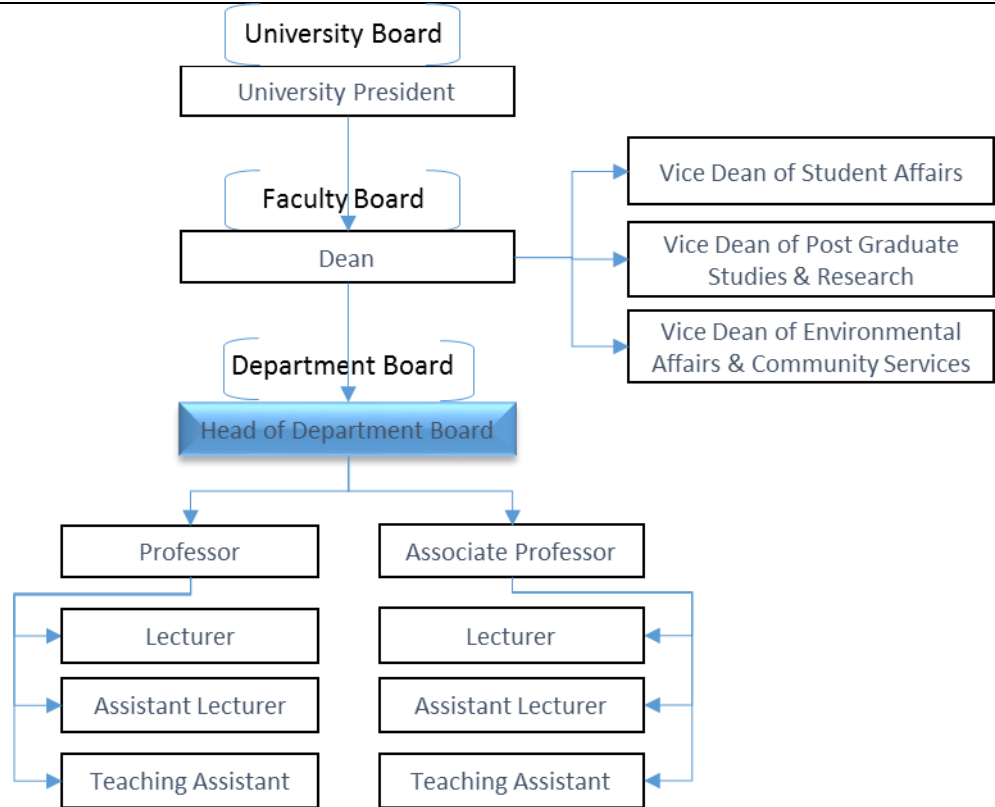 University Board
University President
Faculty Board
Dean
Vice Dean of Student Affairs
Vice Dean of Post Graduate
Studies & Research
Vice Dean of Environmental
Affairs & Community Services
Department Board
Head of Department Board
Professor
Associate Professor
Lecturer
Lecturer
Assistant Lecturer
Assistant Lecturer
Teaching Assistant
Teaching Assistant